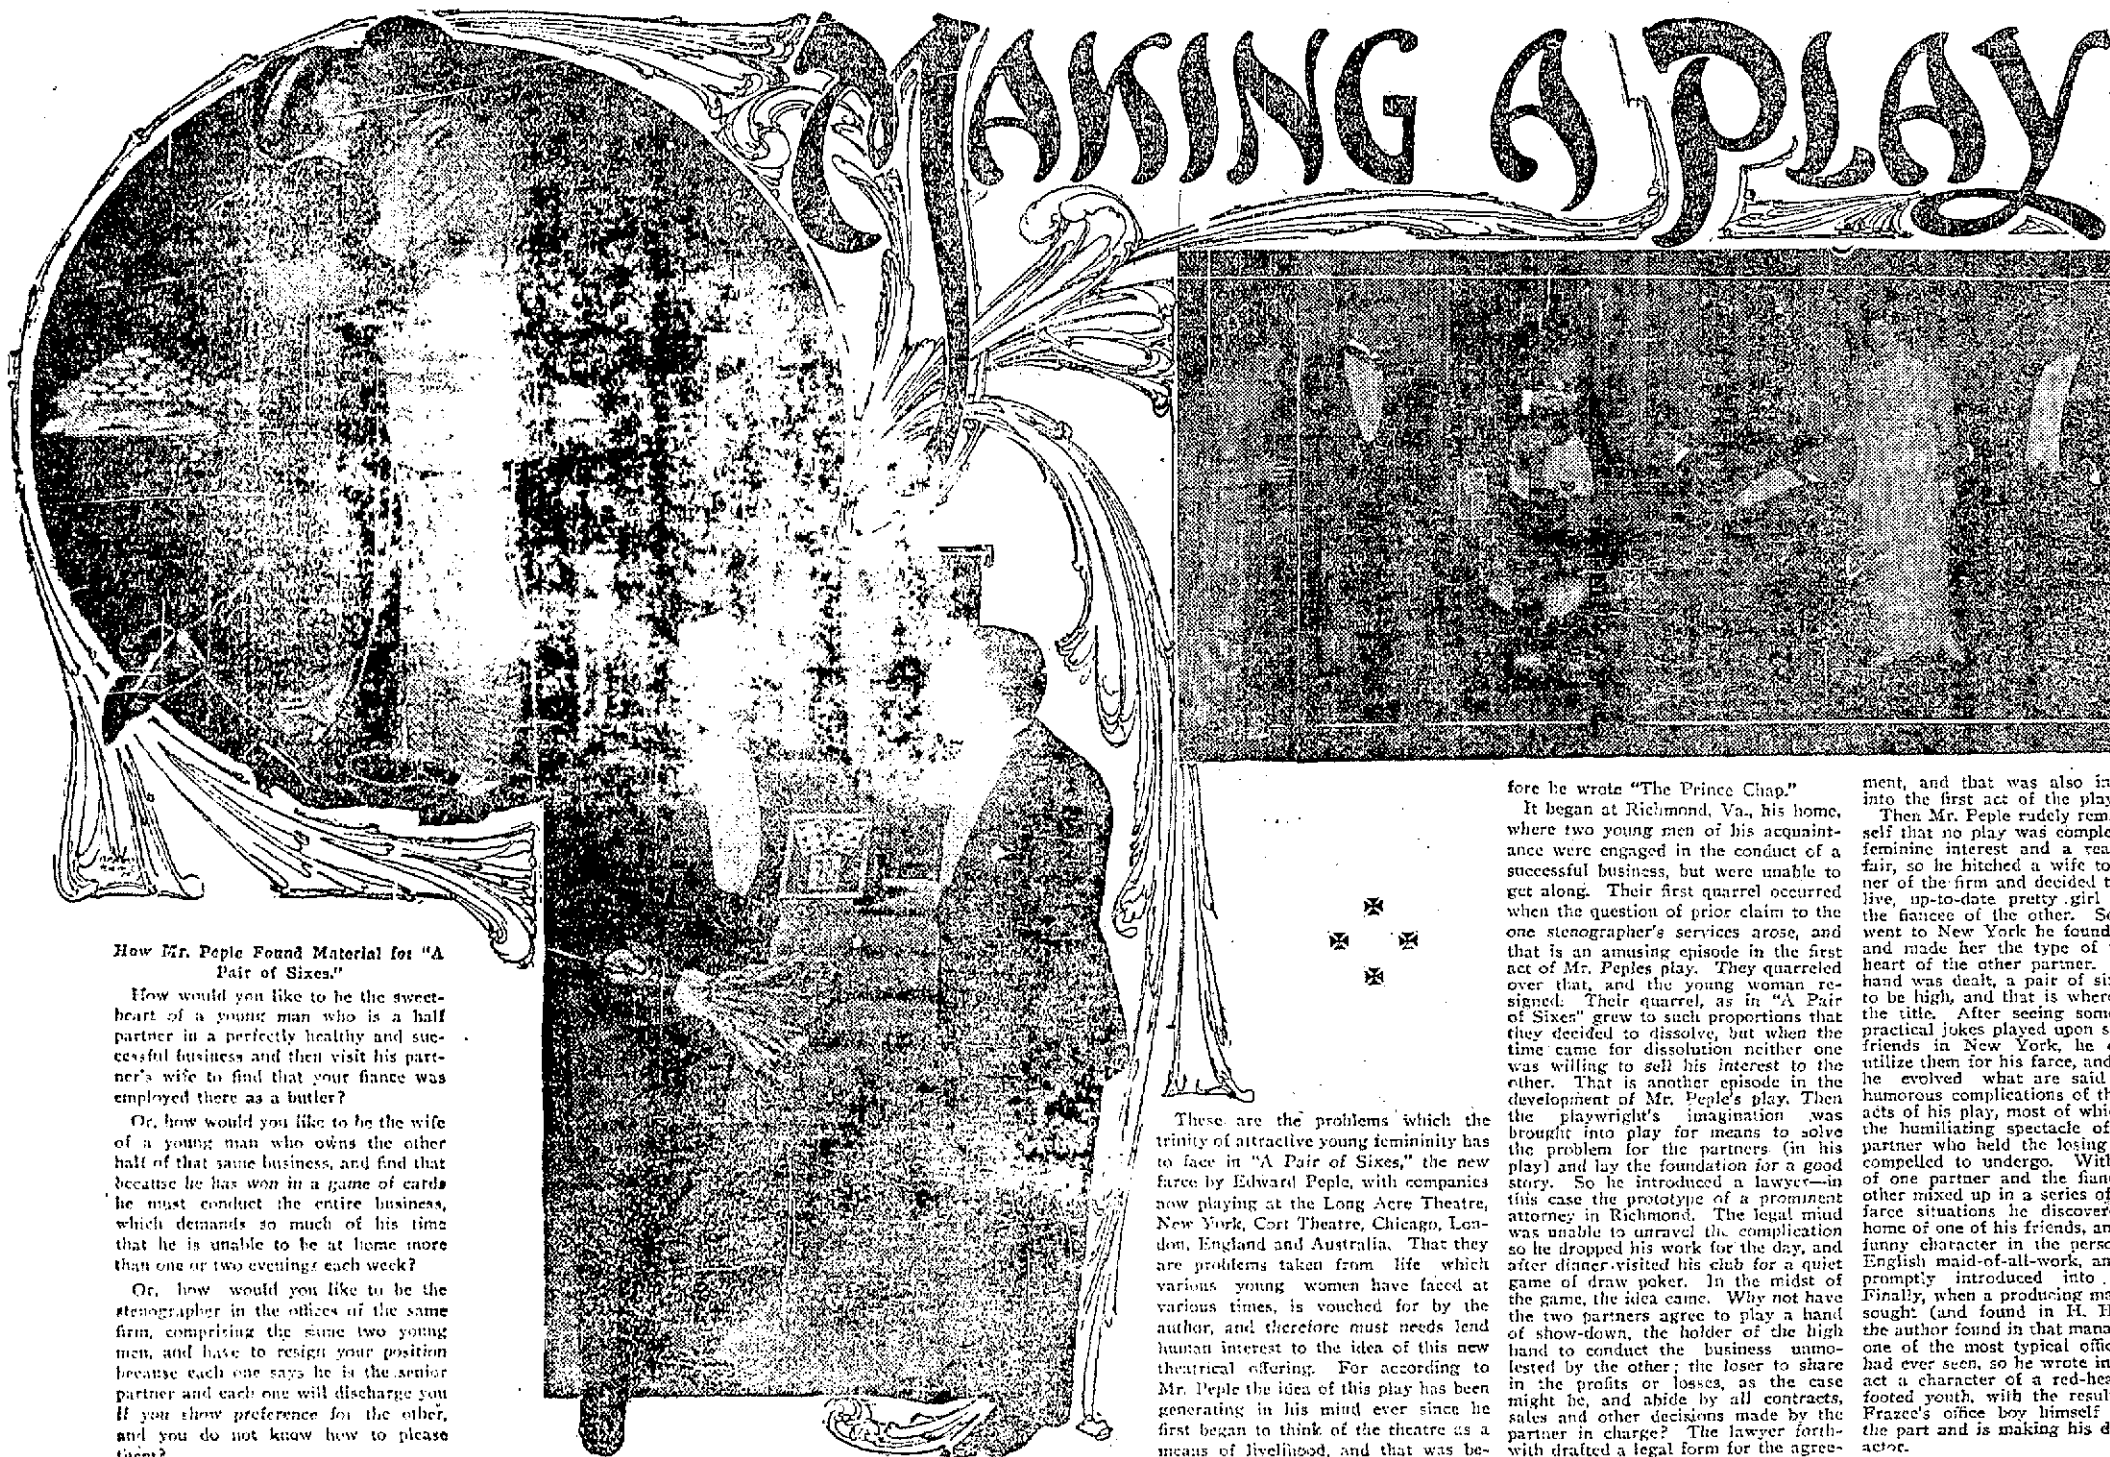 MAKING A PLAY
How Mr. Peple Found Material for "A
Pair of Sixes."
How would you like to be the sweet-
heart of a young man who is a half
partner in a perfectly healthy and suc-
cessful business and then visit his part-
ner's wife to find that your fiance was
employed there as a butler?
Or, how would you like to be the wife
of a young man who owns the other
half of that same business, and find that
because he has won in a game of cards
he must conduct the entire business,
which demands so much of his time
that he is unable to be at home more
than one or two evenings each week?
Or, how would you like to be the
stenographer in the offices of the same
firm, comprising the same two young
men, and have to resign your position
because each one says he is the senior
partner and each one will discharge you
if you show preference for the other,
and you do not know how to please
them?
These are the problems which the
trinity of attractive young femininity has
to face in "A Pair of Sixes," the new
farce by Edward Peple, with companies
now playing at the Long Acre Theatre,
New York, Cort Theatre, Chicago, Lon-
don, England and Australia. That they
are problems taken from life which
various young women have faced at
various times, is vouched for by the
author, and therefore must needs lend
human interest to the idea of this new
theatrical offering. For according to
Mr. Peple the idea of this play has been
generating in his mind ever since he
first began to think of the theatre as a
means of livelihood, and that was be-
fore he wrote "The Prince Chap."
It began at Richmond, Va., his home,
where two young men of his acquaint-
ance were engaged in the conduct of a
successful business, but were unable to
get along. Their first quarrel occurred
when the question of prior claim to the
one stenographer's services arose, and
that is an amusing episode in the first
act of Mr. Peples play. They quarreled
over that, and the young woman re-
signed. Their quarrel, as in "A Pair
of Sixes" grew to such proportions that
they decided to dissolve, but when the
time came for dissolution neither one
was willing to sell his interest to the
other. That is another episode in the
development of Mr. Peple's play. Then
the playwright's imagination was
brought into play for means to solve
the problem for the partners (in his
play) and lay the foundation for a good
story. So he introduced a lawyer—in
this case the prototype of a prominent
attorney in Richmond. The legal mind
was unable to unravel the complication
so he dropped his work for the day, and
after dinner visited his club for a quiet
game of draw poker. In the midst of
the game, the idea came. Why not have
the two partners agree to play a hand
of show-down, the holder of the high
hand to conduct the business unmo-
lested by the other; the loser to share
in the profits or losses, as the case
might be, and abide by all contracts,
sales and other decisions made by the
partner in charge? The lawyer forth-
with drafted a legal form for the agree-
ment, and that was also in
into the first act of the play
Then Mr. Peple rudely rem
self that no play was comple
feminine interest and a rea
fair, so he hitched a wife to
ner of the firm and decided t
live, up-to-date pretty girl
the fiancee of the other. S
went to New York he found
and made her the type of
heart of the other partner.
hand was dealt, a pair of si
to be high, and that is wher
the title. After seeing som
practical jokes played upon s
friends in New York, he
utilize them for his farce, and
he evolved what are said
humorous complications of th
acts of his play, most of whi
the humiliating spectacle of
partner who held the losing
compelled to undergo. With
of one partner and the fian
other mixed up in a series of
farce situations he discover
home of one of his friends, an
funny character in the perso
English maid-of-all-work, an
promptly introduced into
Finally, when a producing ma
sought (and found in H. H
the author found in that mana
one of the most typical offic
had ever seen, so he wrote in
act a character of a red-hea
footed youth, with the result
Frazee's office boy himself
the part and is making his d
actor.